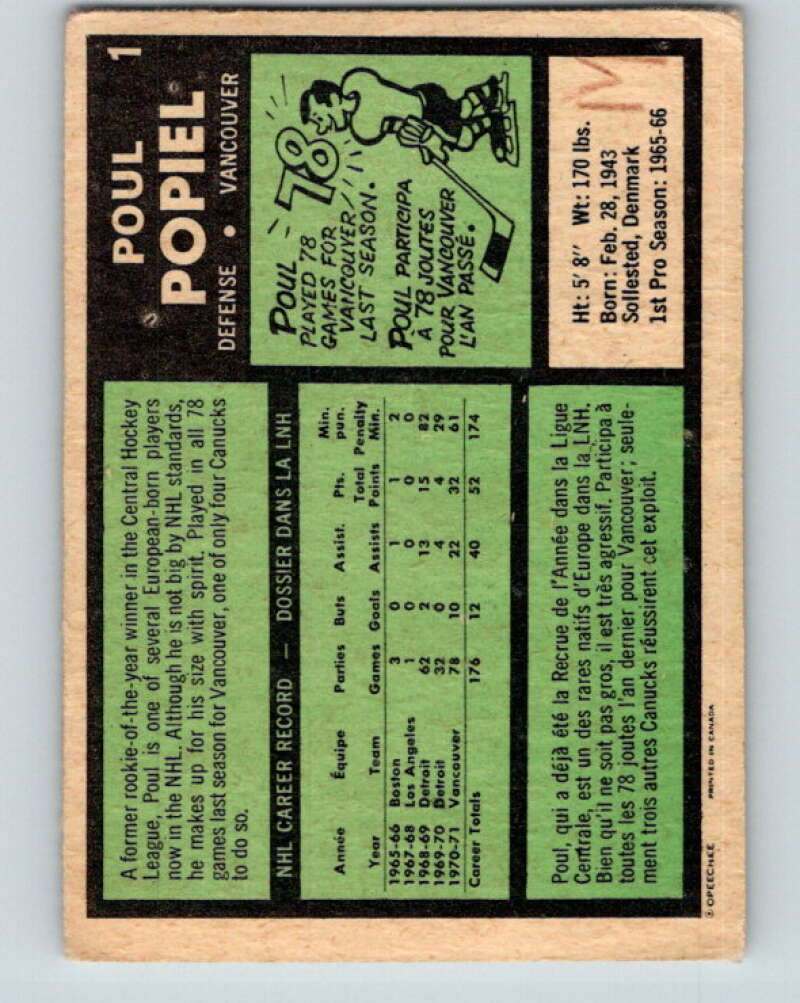 POUL 1
POPIEL
DEFENSE • VANCOUVER
A former rookie-of-the-year winner in the Central Hockey
League, Poul is one of several European-born players
now in the NHL. Although he is not big by NHL standards,
he makes up for his size with spirit. Played in all 78
games last season for Vancouver, one of only four Canucks
to do so.
POUL
PLAYED 78
GAMES FOR
VANCOUVER
LAST SEASON.
78
POUL PARTICIPA
À 78 JOUTES
POUR VANCOUVER
L'AN PASSÉ.
M
Ht: 5' 8" Wt: 170 lbs.
Born: Feb. 28, 1943
Sollested, Denmark
1st Pro Season: 1965-66
NHL CAREER RECORD — DOSSIER DANS LA LNH
Année Équipe Parties Buts Assist. Pts. Min. pun.
Year Team Games Goals Assists Total Points Penalty Min.
1965-66 Boston 3 0 1 1 2
1967-68 Los Angeles 1 0 0 0 0
1968-69 Detroit 62 2 13 15 82
1969-70 Detroit 32 0 4 4 29
1970-71 Vancouver 78 10 22 32 61
Career Totals 176 12 40 52 174
Poul, qui a déjà été la Recrue de l'Année dans la Ligue
Centrale, est un des rares natifs d'Europe dans la LNH.
Bien qu'il ne soit pas gros, il est très agressif. Participa à
toutes les 78 joutes l'an dernier pour Vancouver; seule-
ment trois autres Canucks réussirent cet exploit.
© OPEECHEE PRINTED IN CANADA